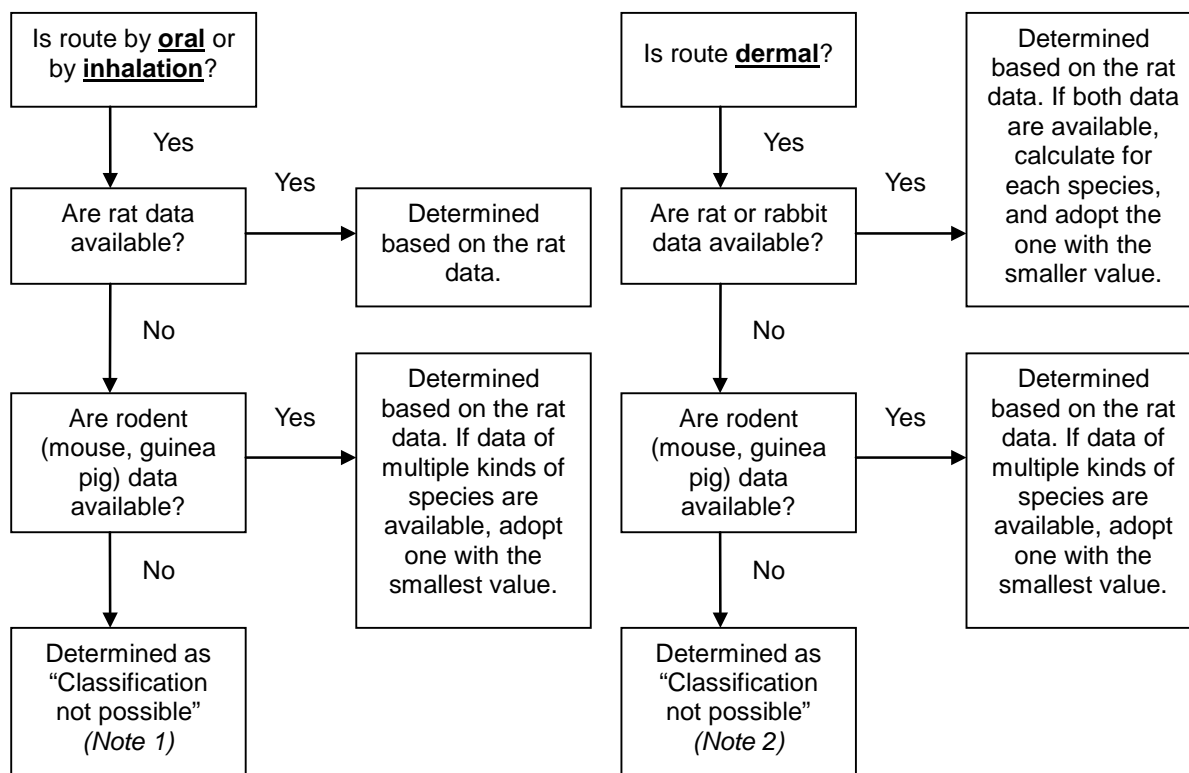 Is route by oral or
by inhalation?
Yes
Are rat data
available?
Yes
Determined
based on the rat
data.
No
Are rodent
(mouse, guinea
pig) data
available?
Yes
Determined
based on the rat
data. If data of
multiple kinds of
species are
available, adopt
one with the
smallest value.
No
Determined as
“Classification
not possible”
(Note 1)
Is route dermal?
Yes
Are rat or rabbit
data available?
Yes
Determined
based on the rat
data. If both data
are available,
calculate for
each species,
and adopt the
one with the
smaller value.
No
Are rodent
(mouse, guinea
pig) data
available?
Yes
Determined
based on the rat
data. If data of
multiple kinds of
species are
available, adopt
one with the
smallest value.
No
Determined as
“Classification
not possible”
(Note 2)